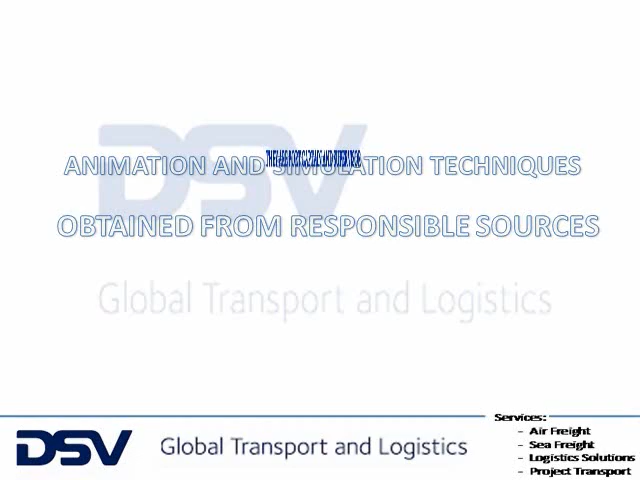 DSV
ANIMATION AND SIMULATION TECHNIQUES
OBTAINED FROM RESPONSIBLE SOURCES
Global Transport and Logistics
DSV
Global Transport and Logistics
Services:
- Air Freight
- Sea Freight
- Logistics Solutions
- Project Transport